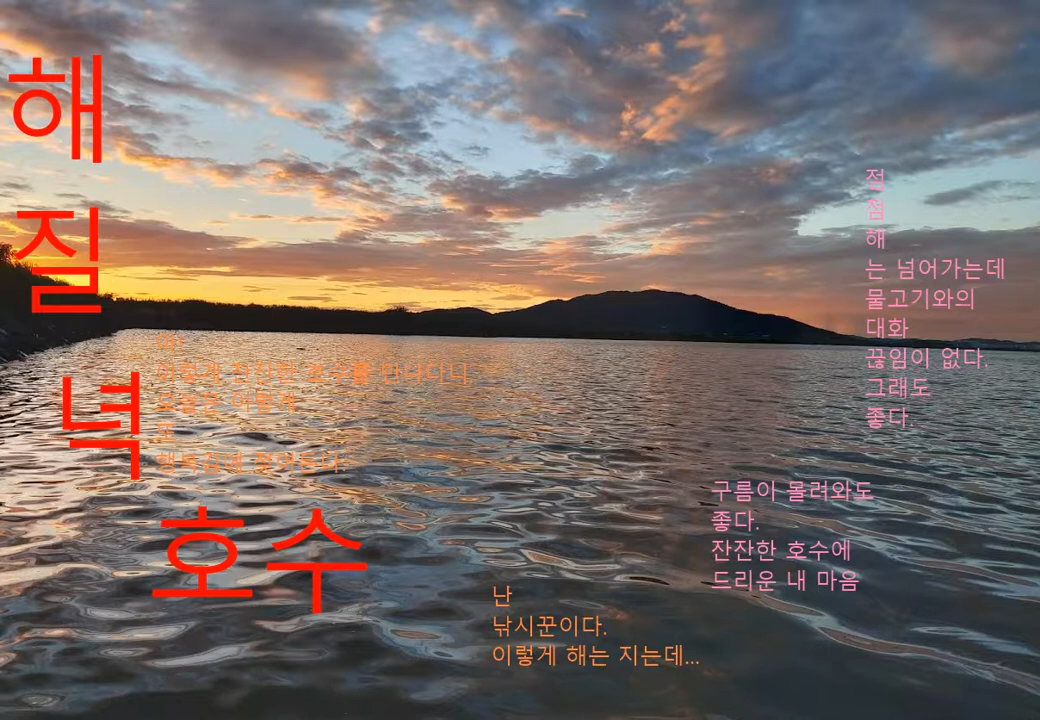 해
질
녁
호수
아!
이렇게 잔잔한 호수를 만나다니
오늘은 이렇게
또
행복감에 젖어든다.
점
점
해
는 넘어가는데
물고기와의
대화
끊임이 없다.
그래도
좋다.
구름이 몰려와도
좋다.
잔잔한 호수에
드리운 내 마음
난
낚시꾼이다.
이렇게 해는 지는데...